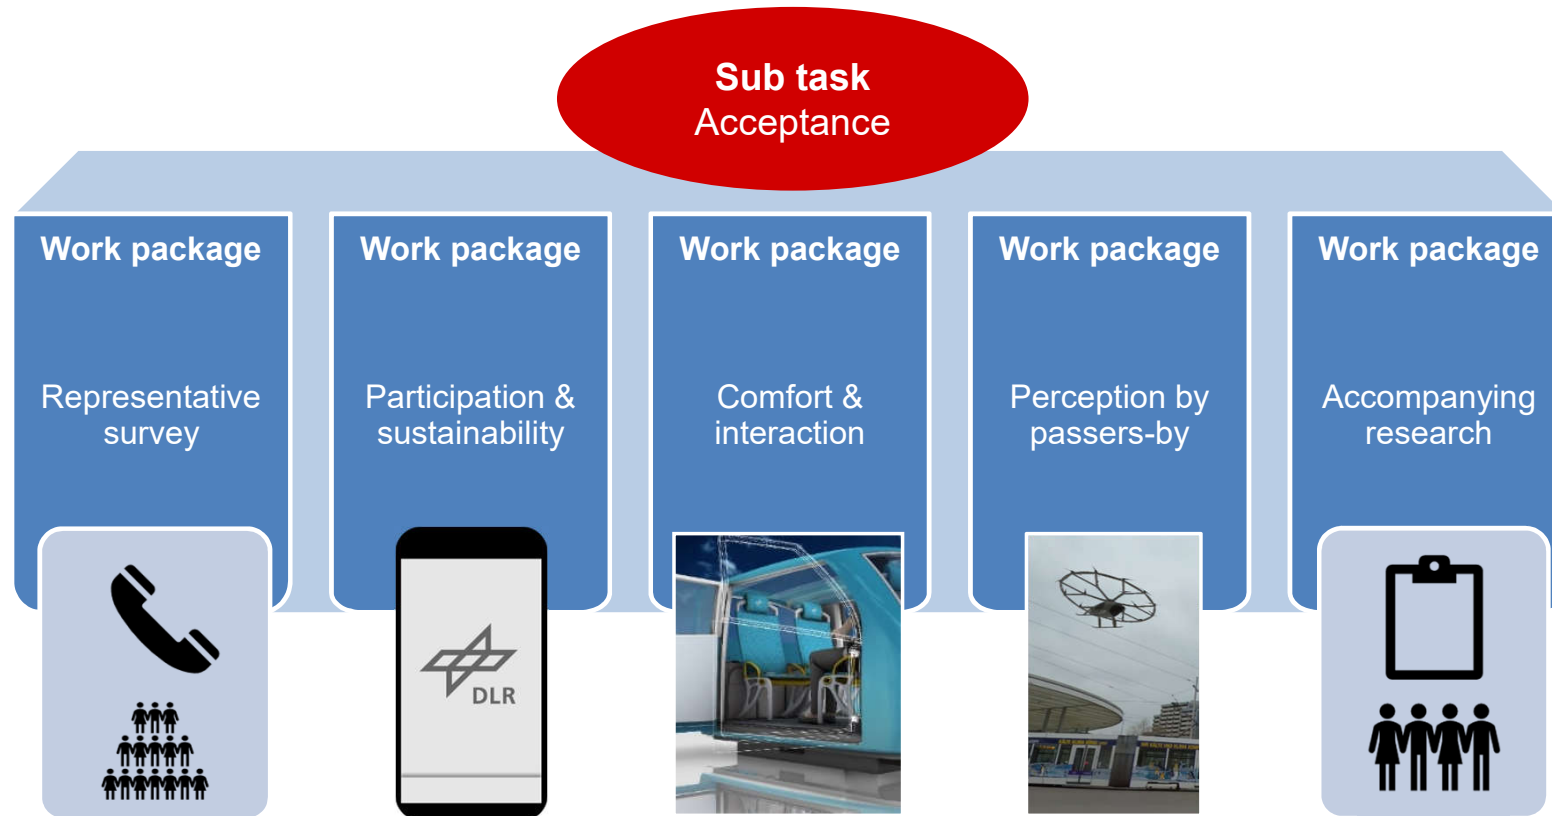 Sub task
Acceptance
Work package
Representative
survey
Work package
Participation &
sustainability
Work package
Comfort &
interaction
Work package
Perception by
passers-by
Work package
Accompanying
research
DLR